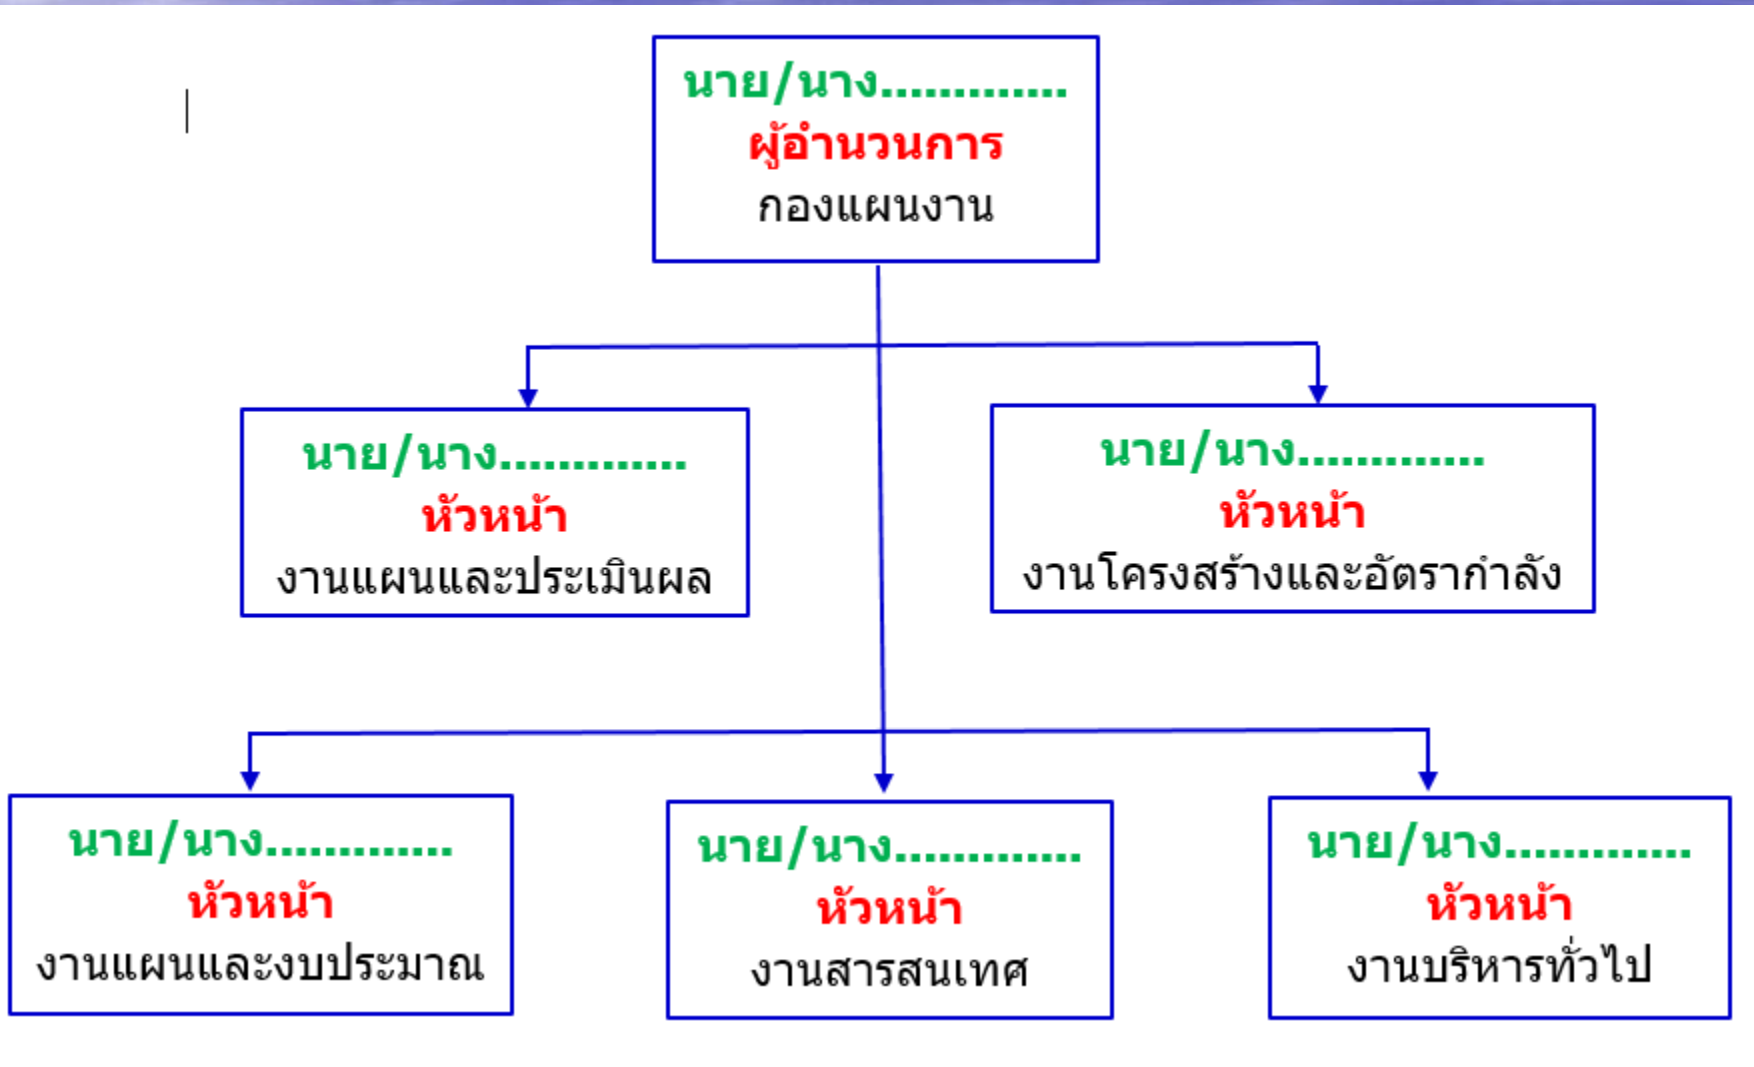 นาย/นาง.............
ผู้อำนวนการ
กองแผนงาน
นาย/นาง.............
หัวหน้า
งานแผนและประเมินผล
นาย/นาง.............
หัวหน้า
งานโครงสร้างและอัตรากำลัง
นาย/นาง.............
หัวหน้า
งานแผนและงบประมาณ
นาย/นาง.............
หัวหน้า
งานสารสนเทศ
นาย/นาง.............
หัวหน้า
งานบริหารทั่วไป